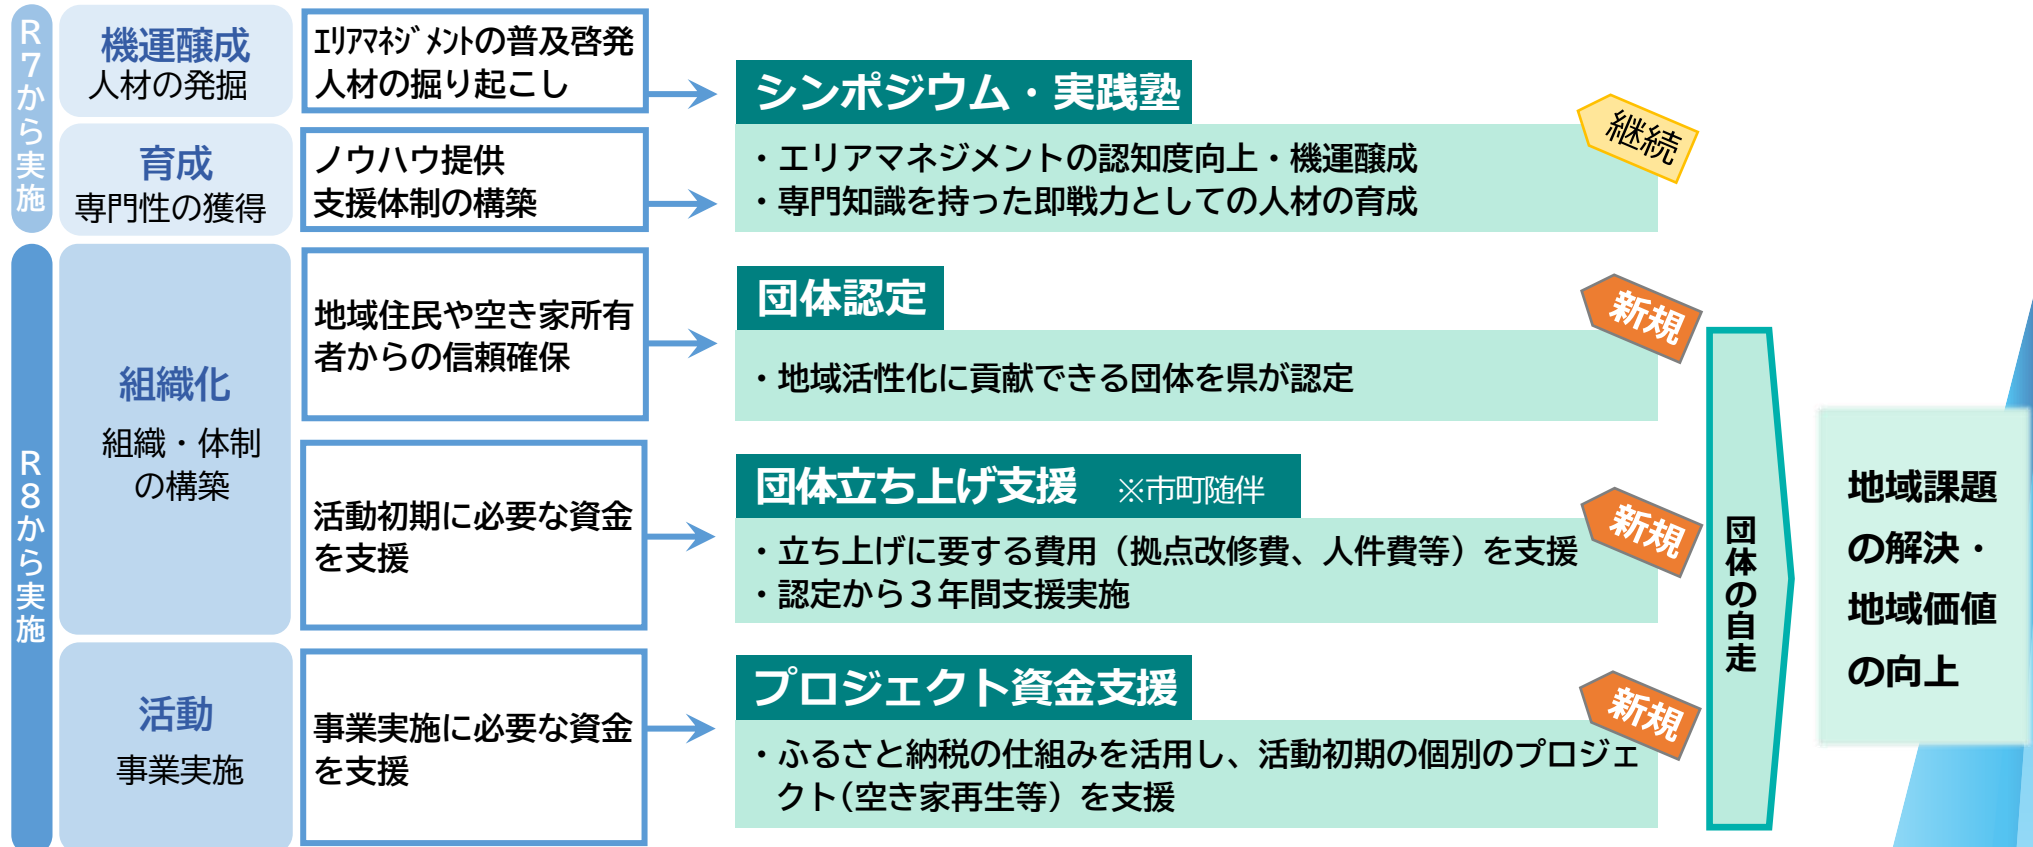 R7から実施
機運醸成
人材の発掘
ｴﾘｱﾏﾈｼﾞﾒﾝﾄの普及啓発
人材の掘り起こし
シンポジウム・実践塾
継続
・エリアマネジメントの認知度向上・機運醸成
・専門知識を持った即戦力としての人材の育成
育成
専門性の獲得
ノウハウ提供
支援体制の構築
R8から実施
組織化
組織・体制
の構築
地域住民や空き家所有
者からの信頼確保
団体認定
新規
・地域活性化に貢献できる団体を県が認定
活動初期に必要な資金
を支援
団体立ち上げ支援 ※市町随伴
新規
・立ち上げに要する費用（拠点改修費、人件費等）を支援
・認定から３年間支援実施
活動
事業実施
事業実施に必要な資金
を支援
プロジェクト資金支援
新規
・ふるさと納税の仕組みを活用し、活動初期の個別のプロジェ
クト(空き家再生等）を支援
団体の自走
地域課題
の解決・
地域価値
の向上